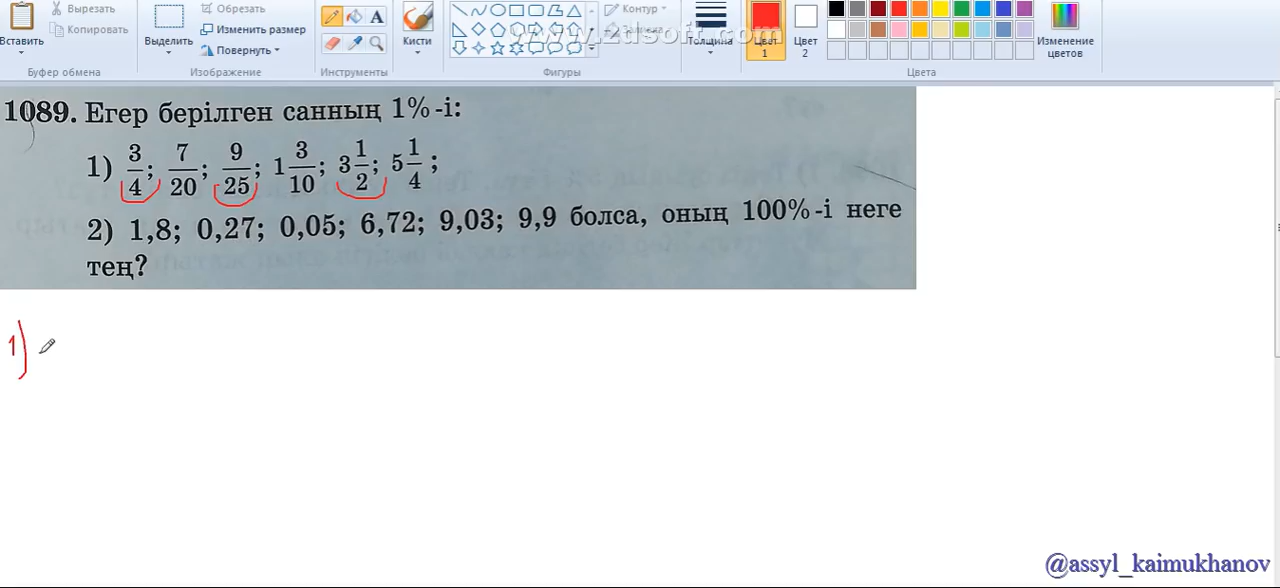 Вставить
Вырезать
Копировать
Буфер обмена
Выделить
Обрезать
Изменить размер
Повернуть
Изображение
A
Инструменты
Кисти
Контур
Фигуры
www.2dsoft.com
Толщина
Цвет 1
Цвет 2
Изменение цветов
Цвета
1089. Егер берілген санның 1% -і:
1) 3/4; 7/20; 9/25; 1 3/10; 3 1/2; 5 1/4;
2) 1,8; 0,27; 0,05; 6,72; 9,03; 9,9 болса, оның 100%-і неге
тең?
1)
@assyl_kaimukhanov